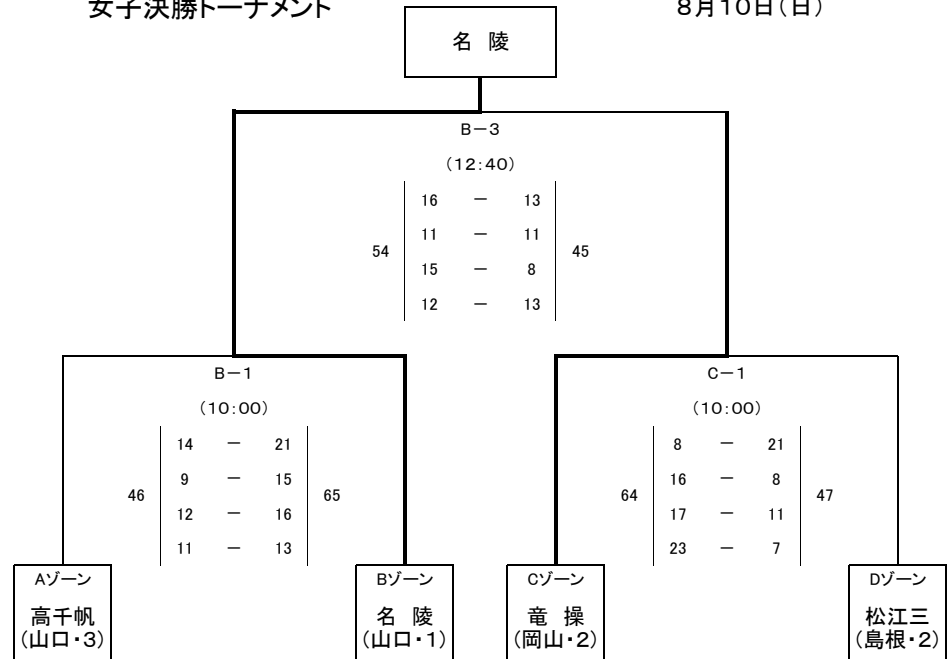 女子決勝トーナメント
8月10日(日)
名 陵
B-3
(12:40)
54
16 - 13
11 - 11
15 - 8
12 - 13
45
B-1
(10:00)
46
14 - 21
9 - 15
12 - 16
11 - 13
65
C-1
(10:00)
64
8 - 21
16 - 8
17 - 11
23 - 7
47
Aゾーン
高千帆
(山口・3)
Bゾーン
名 陵
(山口・1)
Cゾーン
竜 操
(岡山・2)
Dゾーン
松江三
(島根・2)